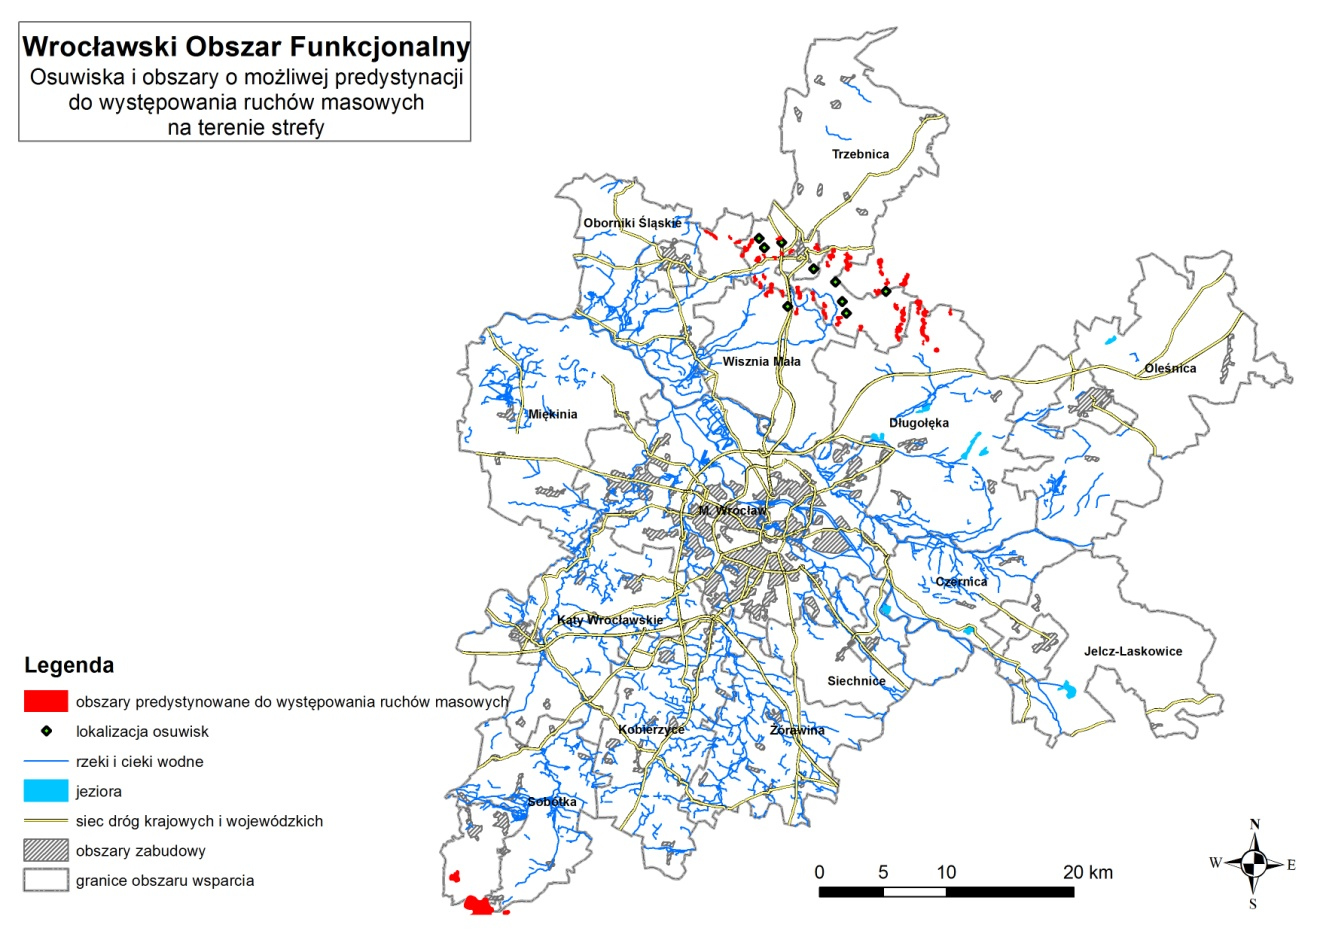 Wrocławski Obszar Funkcjonalny
Osuwiska i obszary o możliwej predystynacji
do występowania ruchów masowych
na terenie strefy
Trzebnica
Oborniki Śląskie
Wisznia Mała
Oleśnica
Miękinia
Długołęka
M. Wrocław
Czernica
Kąty Wrocławskie
Jelcz-Laskowice
Siechnice
Kobierzyce
Żórawina
Sobótka
Legenda
obszary predystynowane do występowania ruchów masowych
lokalizacja osuwisk
rzeki i cieki wodne
jeziora
siec dróg krajowych i wojewódzkich
obszary zabudowy
granice obszaru wsparcia
0 5 10 20 km
N
W E
S